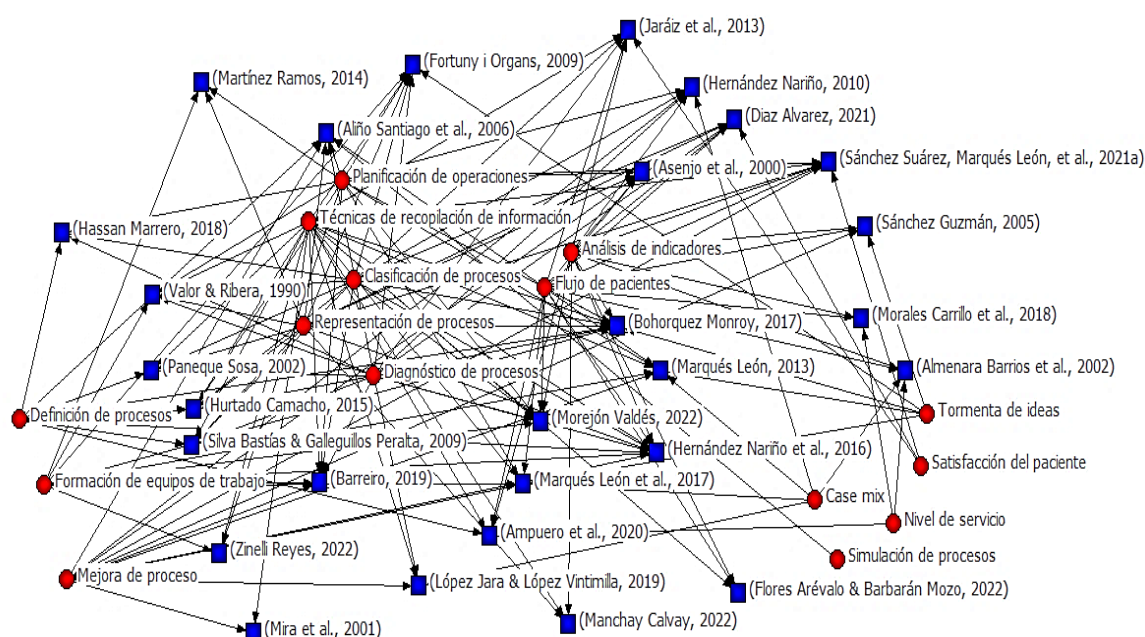 (Jaráiz et al., 2013)
(Fortuny i Organs, 2009)
(Martínez Ramos, 2014)
(Hernández Nariño, 2010)
(Diaz Alvarez, 2021)
(Aliño Santiago et al., 2006)
(Sánchez Suárez, Marqués León, et al., 2021a)
(Asenjo et al., 2000)
Planificación de operaciones
Técnicas de recopilación de información
(Sánchez Guzmán, 2005)
(Hassan Marrero, 2018)
Análisis de indicadores
Clasificación de procesos
Flujo de pacientes
(Valor & Ribera, 1990)
(Morales Carrillo et al., 2018)
Representación de procesos
(Bohorquez Monroy, 2017)
(Paneque Sosa, 2002)
Diagnóstico de procesos
(Marqués León, 2013)
(Almenara Barrios et al., 2002)
Definición de procesos
(Hurtado Camacho, 2015)
Tormenta de ideas
(Morejón Valdés, 2022)
(Silva Bastías & Galleguillos Peralta, 2009)
(Hernández Nariño et al., 2016)
Satisfacción del paciente
Formación de equipos de trabajo
(Barreiro, 2019)
(Marqués León et al., 2017)
Case mix
Nivel de servicio
(Ampuero et al., 2020)
(Zinelli Reyes, 2022)
Simulación de procesos
Mejora de proceso
(López Jara & López Vintimilla, 2019)
(Flores Arévalo & Barbarán Mozo, 2022)
(Manchay Calvay, 2022)
(Mira et al., 2001)